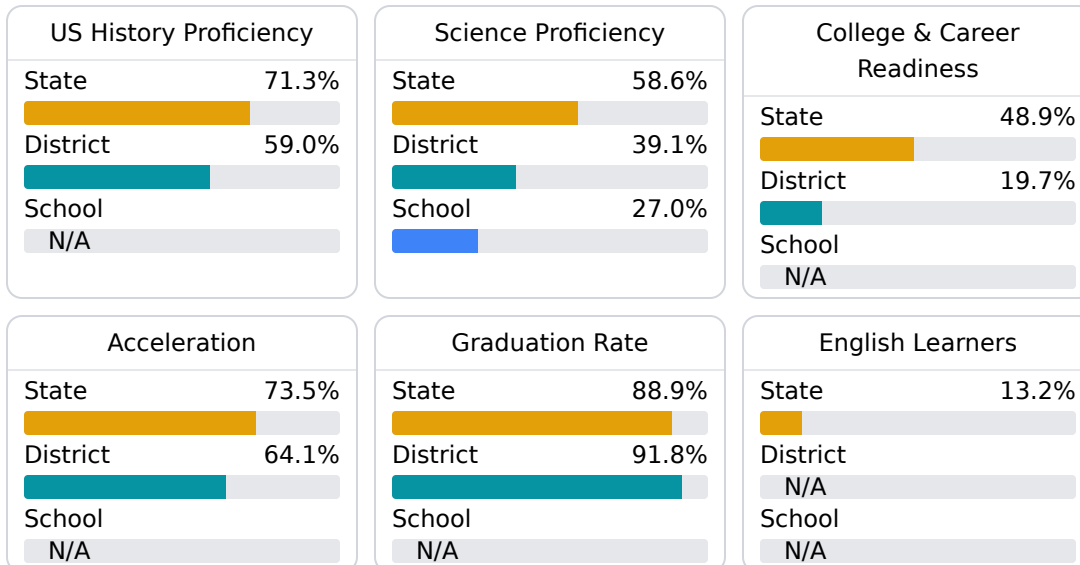 US History Proficiency
State 71.3%
District 59.0%
School
N/A
Science Proficiency
State 58.6%
District 39.1%
School 27.0%
College & Career
Readiness
State 48.9%
District 19.7%
School
N/A
Acceleration
State 73.5%
District 64.1%
School
N/A
Graduation Rate
State 88.9%
District 91.8%
School
N/A
English Learners
State 13.2%
District
N/A
School
N/A